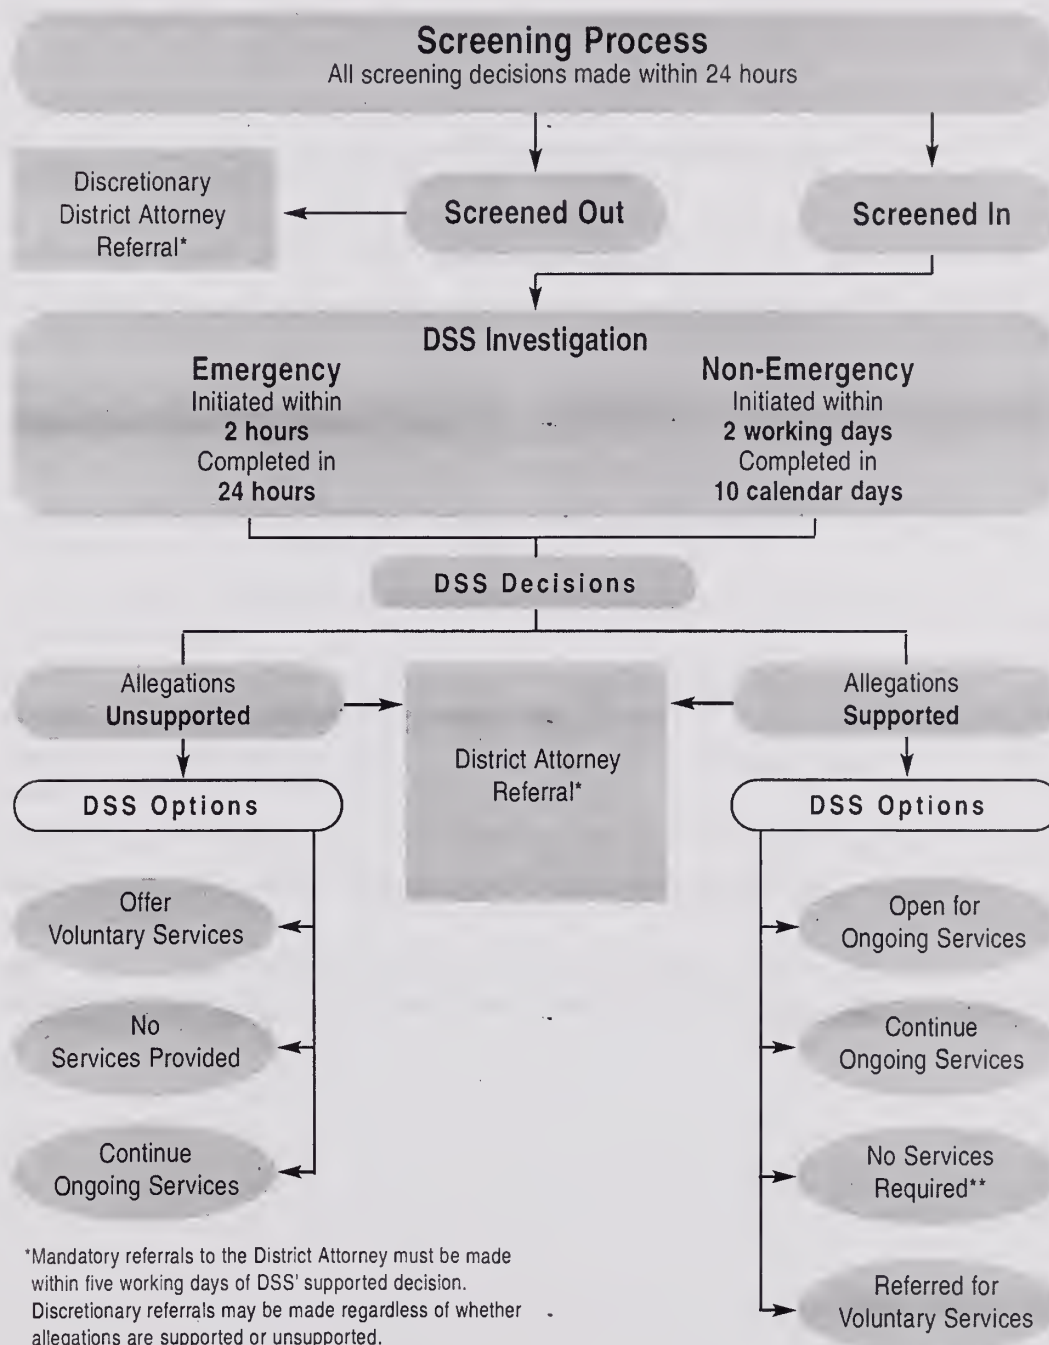 Screening Process
All screening decisions made within 24 hours
Discretionary
District Attorney
Referral*
Screened Out
Screened In
DSS Investigation
Emergency
Initiated within
2 hours
Completed in
24 hours
Non-Emergency
Initiated within
2 working days
Completed in
10 calendar days
DSS Decisions
Allegations
Unsupported
District Attorney
Referral*
Allegations
Supported
DSS Options
Offer
Voluntary Services
No
Services Provided
Continue
Ongoing Services
DSS Options
Open for
Ongoing Services
Continue
Ongoing Services
No Services
Required**
Referred for
Voluntary Services
*Mandatory referrals to the District Attorney must be made
within five working days of DSS' supported decision.
Discretionary referrals may be made regardless of whether
allegations are supported or unsupported.